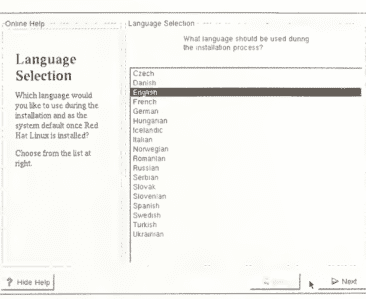 Online Help
Language Selection
What language should be used during
the installation process?
Language
Selection
Which language would
you like to use during the
installation and as the
system default once Red
Hat Linux is installed?
Choose from the list at
right.
Czech
Danish
English
French
German
Hungarian
Icelandic
Italian
Norwegian
Romanian
Russian
Serbian
Slovak
Slovenian
Spanish
Swedish
Turkish
Ukrainian
? Hide Help
Next